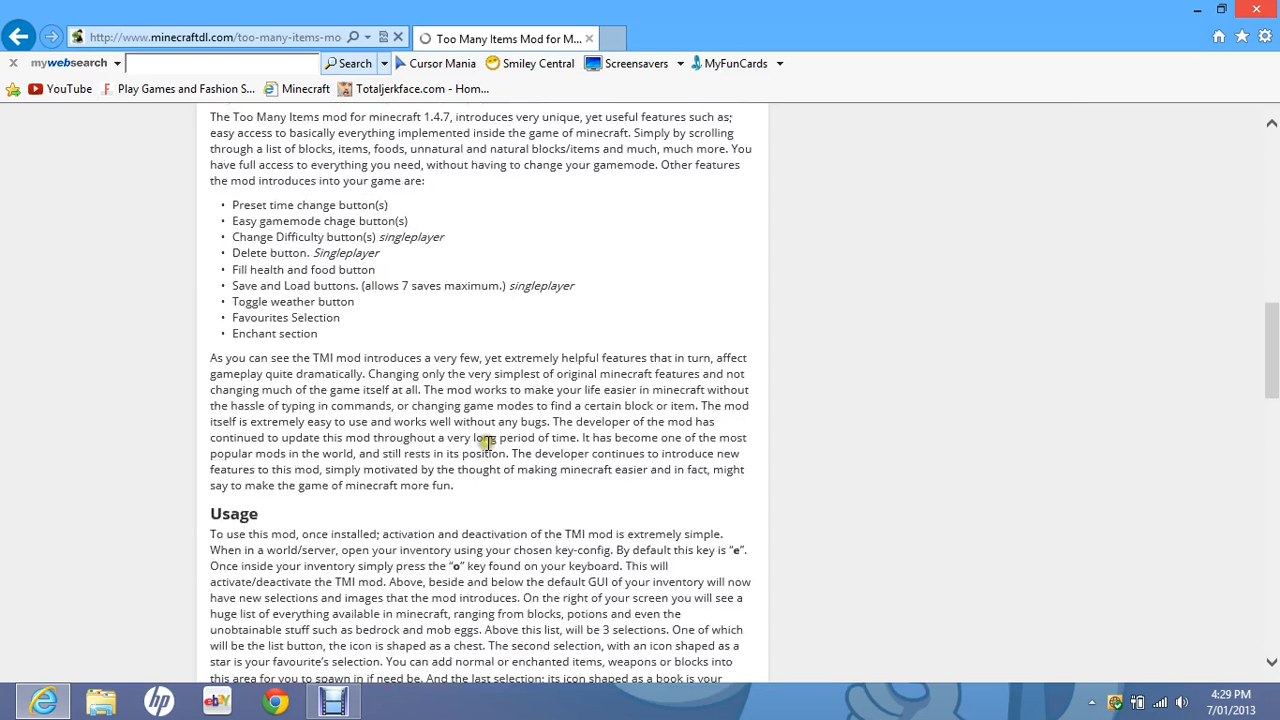 http://www.minecraftdl.com/too-many-items-mo
Too Many Items Mod for M...
mywebsearch
Search
Cursor Mania
Smiley Central
Screensavers
MyFunCards
YouTube
Play Games and Fashion S...
Minecraft
Totaljerkface.com - Hom...
The Too Many Items mod for minecraft 1.4.7, introduces very unique, yet useful features such as;
easy access to basically everything implemented inside the game of minecraft. Simply by scrolling
through a list of blocks, items, foods, unnatural and natural blocks/items and much, much more. You
have full access to everything you need, without having to change your gamemode. Other features
the mod introduces into your game are:
• Preset time change button(s)
• Easy gamemode chage button(s)
• Change Difficulty button(s) singleplayer
• Delete button. Singleplayer
• Fill health and food button
• Save and Load buttons. (allows 7 saves maximum.) singleplayer
• Toggle weather button
• Favourites Selection
• Enchant section
As you can see the TMI mod introduces a very few, yet extremely helpful features that in turn, affect
gameplay quite dramatically. Changing only the very simplest of original minecraft features and not
changing much of the game itself at all. The mod works to make your life easier in minecraft without
the hassle of typing in commands, or changing game modes to find a certain block or item. The mod
itself is extremely easy to use and works well without any bugs. The developer of the mod has
continued to update this mod throughout a very long period of time. It has become one of the most
popular mods in the world, and still rests in its position. The developer continues to introduce new
features to this mod, simply motivated by the thought of making minecraft easier and in fact, might
say to make the game of minecraft more fun.
Usage
To use this mod, once installed; activation and deactivation of the TMI mod is extremely simple.
When in a world/server, open your inventory using your chosen key-config. By default this key is “e”.
Once inside your inventory simply press the “o” key found on your keyboard. This will
activate/deactivate the TMI mod. Above, beside and below the default GUI of your inventory will now
have new selections and images that the mod introduces. On the right of your screen you will see a
huge list of everything available in minecraft, ranging from blocks, potions and even the
unobtainable stuff such as bedrock and mob eggs. Above this list, will be 3 selections. One of which
will be the list button, the icon is shaped as a chest. The second selection, with an icon shaped as a
star is your favourite’s selection. You can add normal or enchanted items, weapons or blocks into
this area for you to spawn in if need be. And the last selection; its icon shaped as a book is your
hp
ebay
4:29 PM
7/01/2013